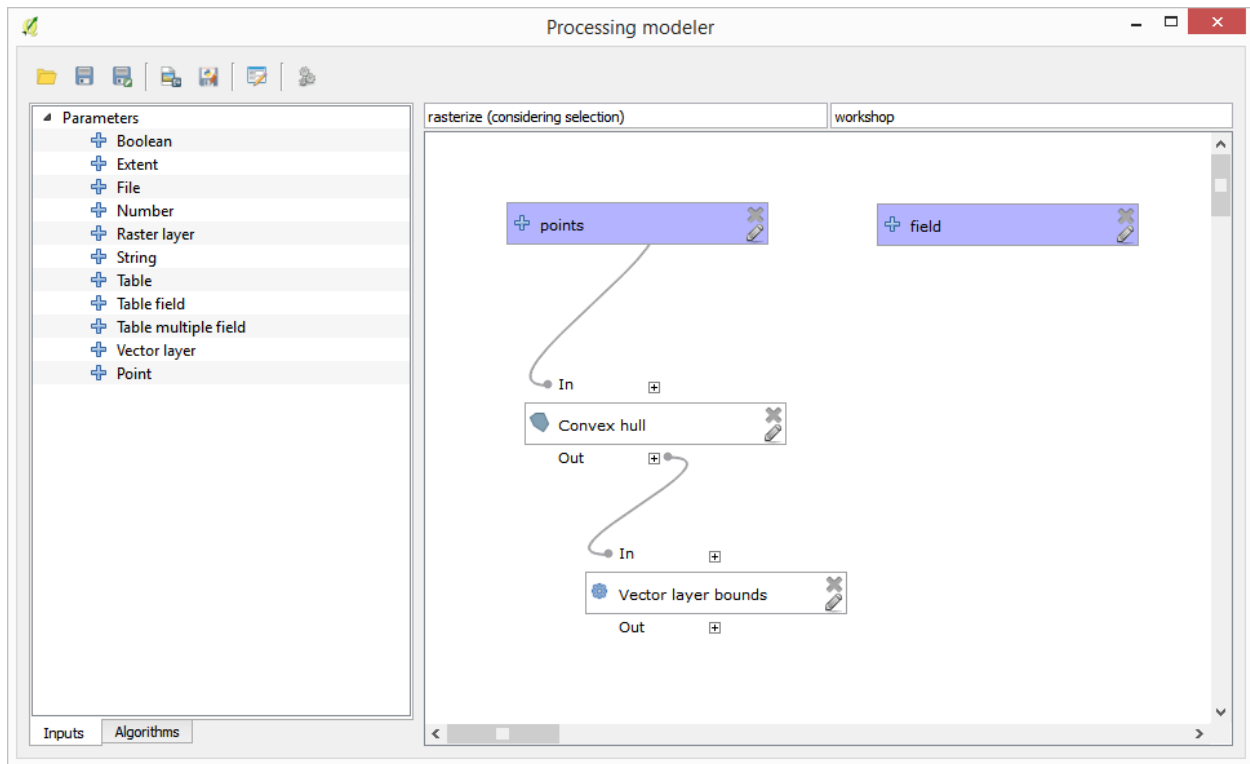 Processing modeler
Parameters
Boolean
Extent
File
Number
Raster layer
String
Table
Table field
Table multiple field
Vector layer
Point
Inputs
Algorithms
rasterize (considering selection)
workshop
points
field
In
Convex hull
Out
In
Vector layer bounds
Out